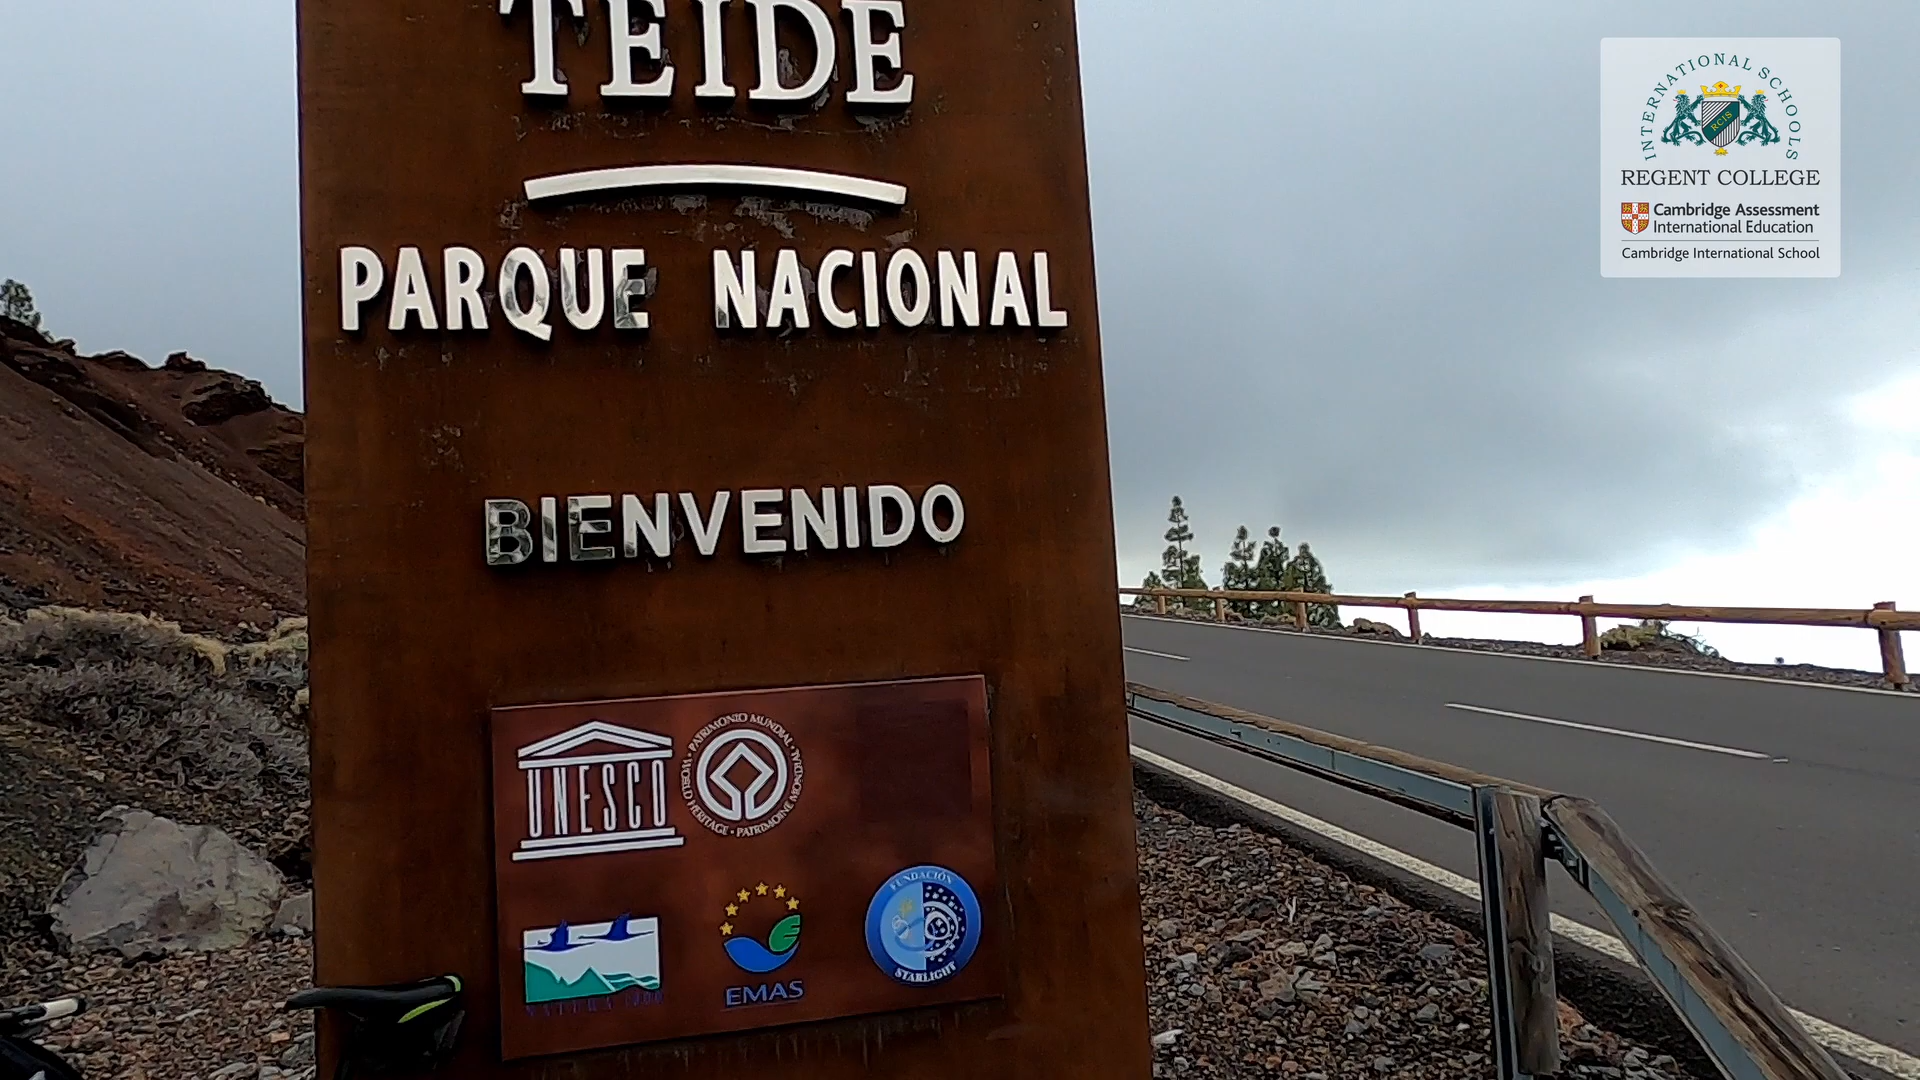 TEIDE
PARQUE NACIONAL
BIENVENIDO
UNESCO
PATRIMONIO MUNDIAL • WORLD HERITAGE • PATRIMOINE MONDIAL
EMAS
FUNDACIÓN
STARLIGHT
INTERNATIONAL SCHOOLS
RCIS
REGENT COLLEGE
Cambridge Assessment
International Education
Cambridge International School